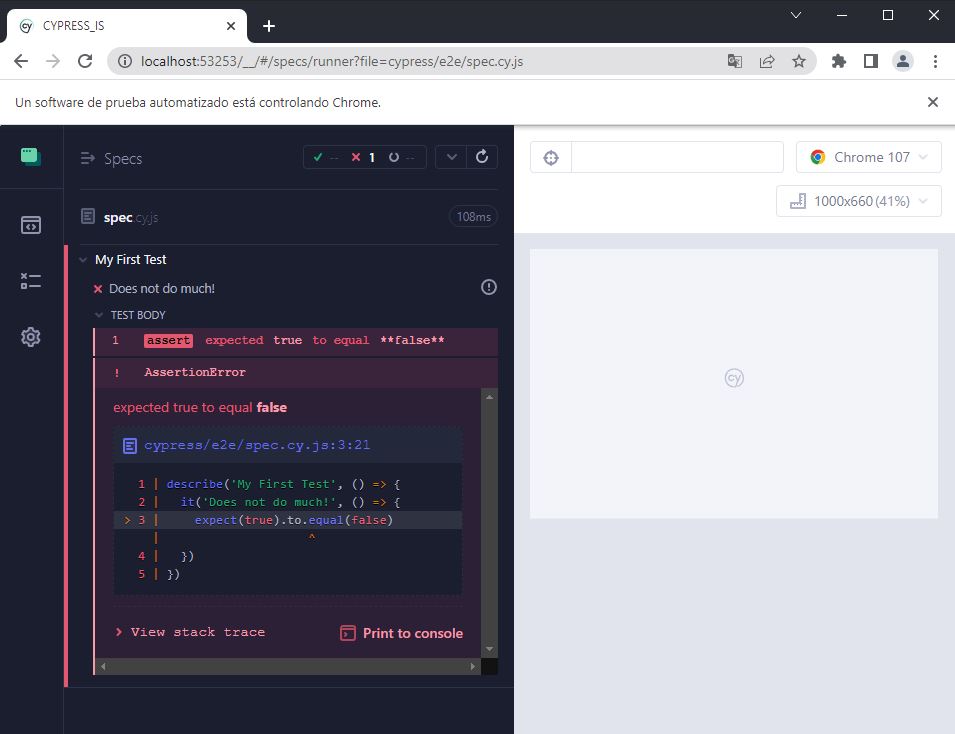 CYPRESS_IS
localhost:53253/__/#/specs/runner?file=cypress/e2e/spec.cy.js
Un software de prueba automatizado está controlando Chrome.
Specs
-- 1 --
spec.cy.js
108ms
My First Test
Does not do much!
TEST BODY
1 assert expected true to equal **false**
! AssertionError
expected true to equal false
cypress/e2e/spec.cy.js:3:21
1 | describe('My First Test', () => {
2 | it('Does not do much!', () => {
> 3 | expect(true).to.equal(false)
| ^
4 | })
5 | })
> View stack trace
Print to console
Chrome 107
1000x660 (41%)
cy